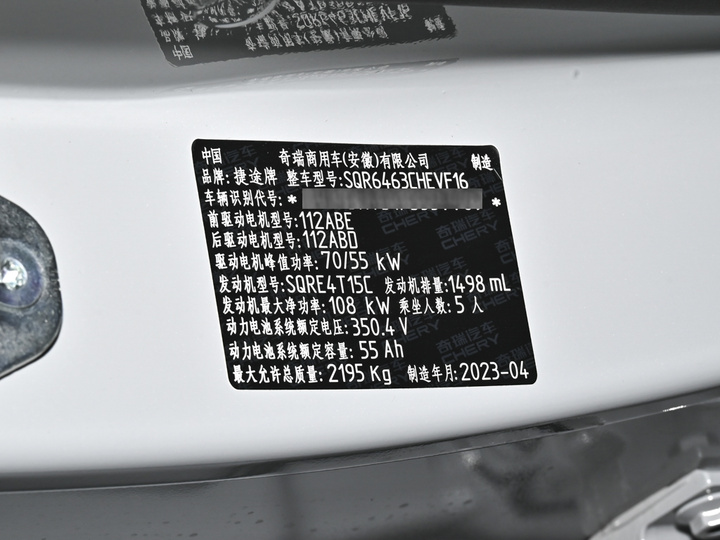 中国 奇瑞商用车(安徽)有限公司 制造
品牌:捷途牌 整车型号:SQR6463CHEVF16
车辆识别代号:* *
前驱动电机型号:112ABE
后驱动电机型号:112ABD
驱动电机峰值功率:70/55 kW
发动机型号:SQRE4T15C 发动机排量:1498 mL
发动机最大净功率:108 kW 乘坐人数:5 人
动力电池系统额定电压:350.4 V
动力电池系统额定容量:55 Ah
最大允许总质量:2195 Kg 制造年月:2023-04